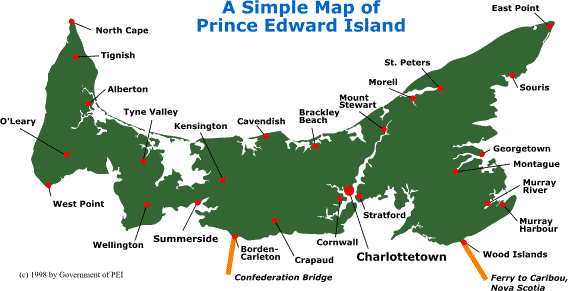 A Simple Map of
Prince Edward Island
East Point
North Cape
Tignish
St. Peters
Morell
Souris
Alberton
Mount
Stewart
Tyne Valley
Kensington
Cavendish
Brackley
Beach
O'Leary
Georgetown
Montague
Murray
River
West Point
Stratford
Murray
Harbour
Wellington
Summerside
Borden-
Carleton
Crapaud
Cornwall
Charlottetown
Wood Islands
(c) 1998 by Government of PEI
Confederation Bridge
Ferry to Caribou,
Nova Scotia